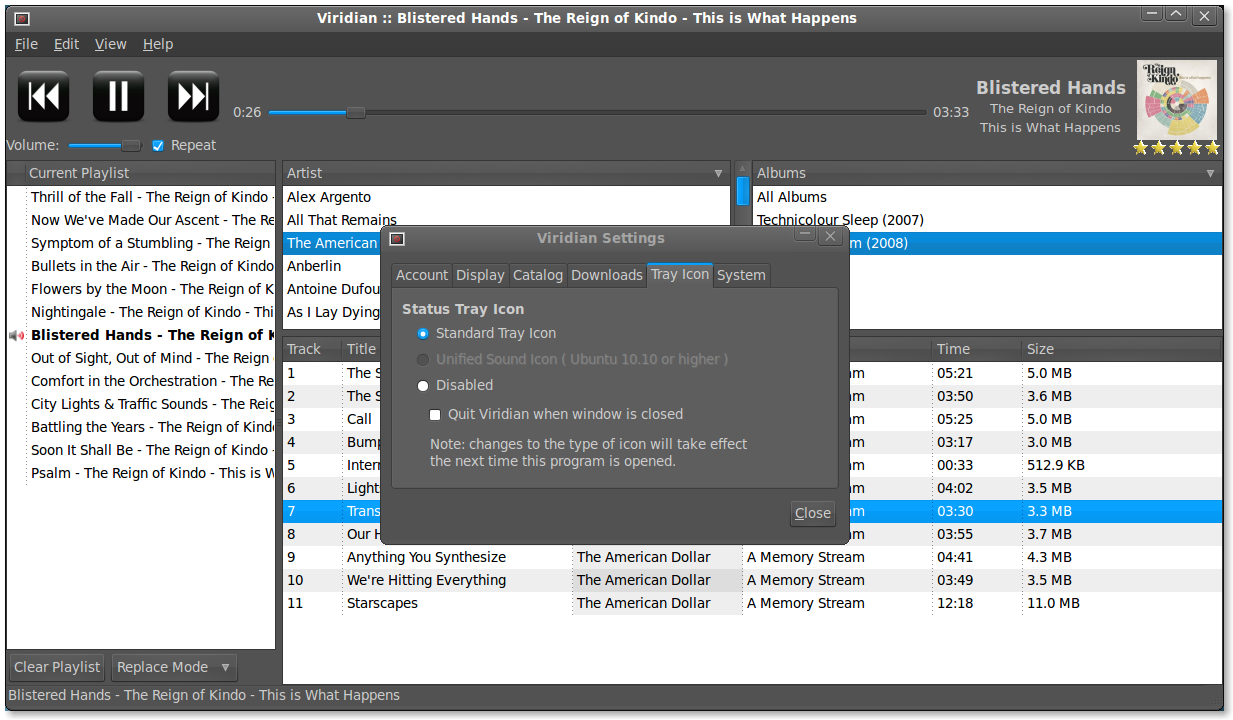 Viridian :: Blistered Hands - The Reign of Kindo - This is What Happens
File Edit View Help
0:26 03:33
Blistered Hands
The Reign of Kindo
This is What Happens
the Reign of Kindo
Volume: Repeat
Current Playlist
Thrill of the Fall - The Reign of Kindo -
Now We've Made Our Ascent - The Re
Symptom of a Stumbling - The Reign
Bullets in the Air - The Reign of Kindo
Flowers by the Moon - The Reign of K
Nightingale - The Reign of Kindo - This
Blistered Hands - The Reign of K
Out of Sight, Out of Mind - The Reign
Comfort in the Orchestration - The Re
City Lights & Traffic Sounds - The Reig
Battling the Years - The Reign of Kindo
Soon It Shall Be - The Reign of Kindo -
Psalm - The Reign of Kindo - This is W
Clear Playlist Replace Mode
Artist
Alex Argento
All That Remains
The American
Anberlin
Antoine Dufou
As I Lay Dying
Albums
All Albums
Technicolour Sleep (2007)
m (2008)
Viridian Settings
Account Display Catalog Downloads Tray Icon System
Status Tray Icon
Standard Tray Icon
Unified Sound Icon ( Ubuntu 10.10 or higher )
Disabled
Quit Viridian when window is closed
Note: changes to the type of icon will take effect
the next time this program is opened.
Close
Track Title Time Size
1 The S am 05:21 5.0 MB
2 The S am 03:50 3.6 MB
3 Call am 05:25 5.0 MB
4 Bump am 03:17 3.0 MB
5 Intern am 00:33 512.9 KB
6 Light am 04:02 3.5 MB
7 Trans am 03:30 3.3 MB
8 Our H am 03:55 3.7 MB
9 Anything You Synthesize The American Dollar A Memory Stream 04:41 4.3 MB
10 We're Hitting Everything The American Dollar A Memory Stream 03:49 3.5 MB
11 Starscapes The American Dollar A Memory Stream 12:18 11.0 MB
Blistered Hands - The Reign of Kindo - This is What Happens